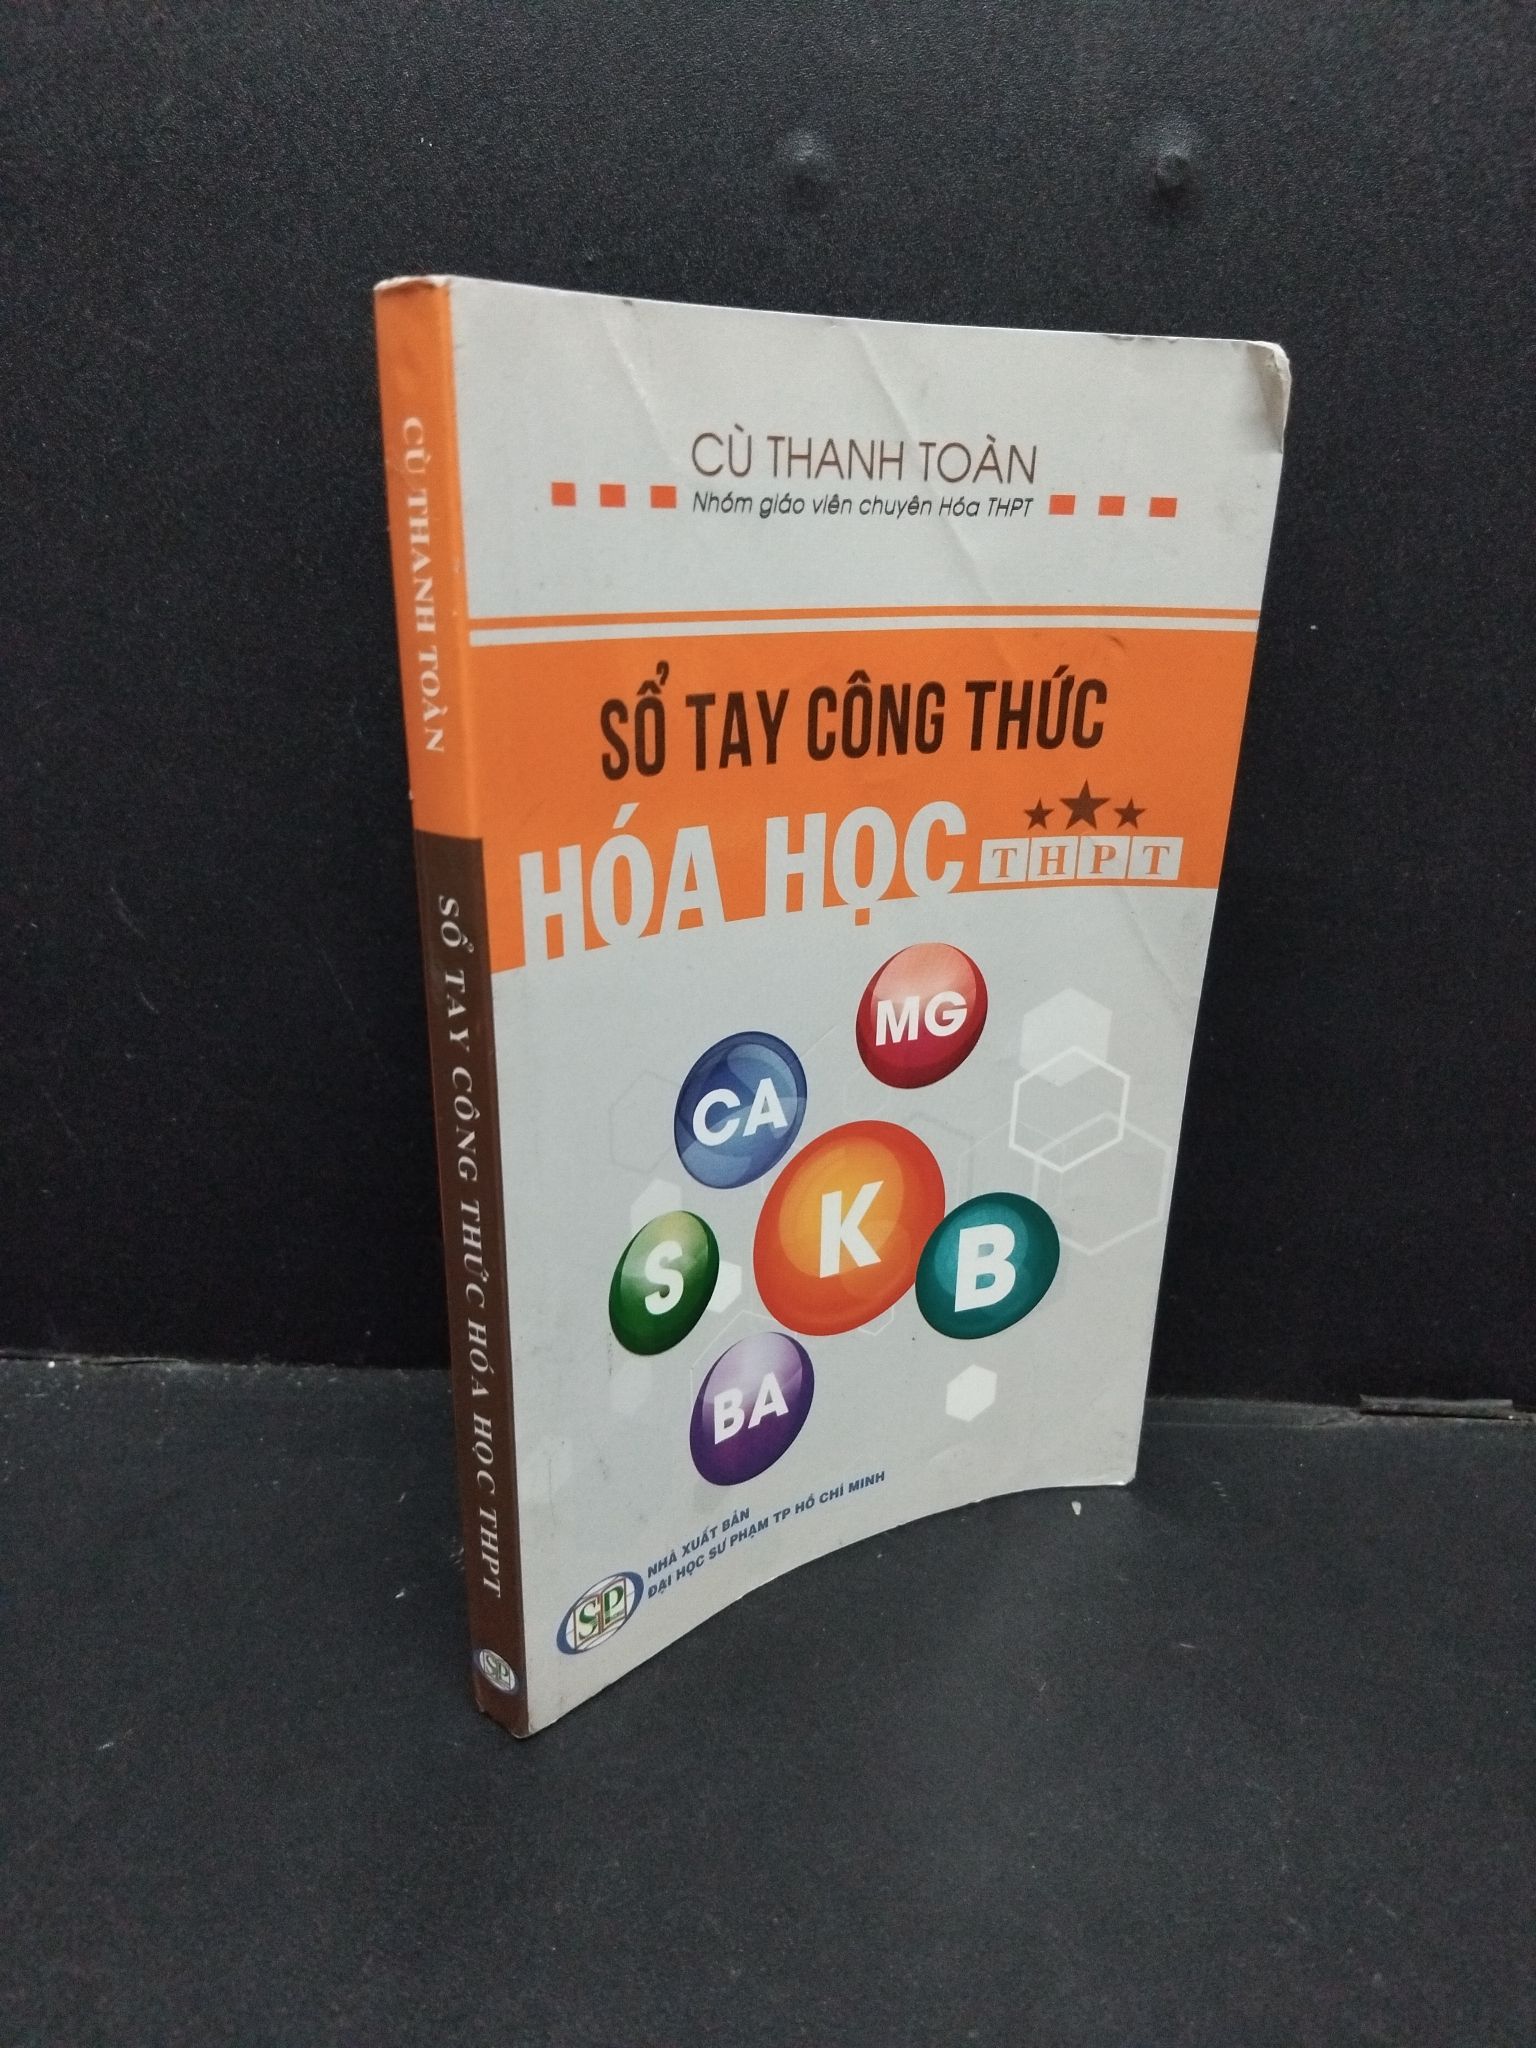 CÙ THANH TOÀN
Nhóm giáo viên chuyên Hóa THPT
SỔ TAY CÔNG THỨC
HÓA HỌC THPT
MG
CA
K
S
B
BA
NHÀ XUẤT BẢN
ĐẠI HỌC SƯ PHẠM TP HỒ CHÍ MINH
SP
CÙ THANH TOÀN
SỔ TAY CÔNG THỨC HÓA HỌC THPT
SP